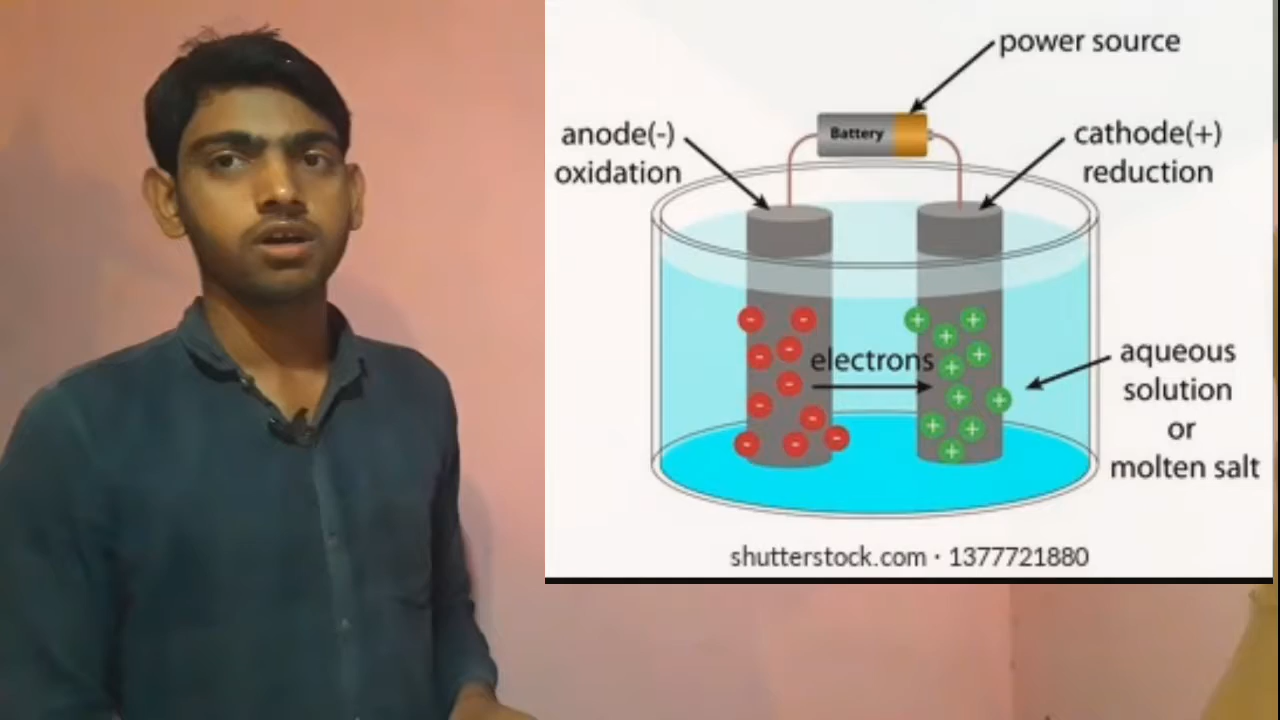 power source
Battery
anode(-)
oxidation
cathode(+)
reduction
electrons
aqueous
solution
or
molten salt
shutterstock.com · 1377721880